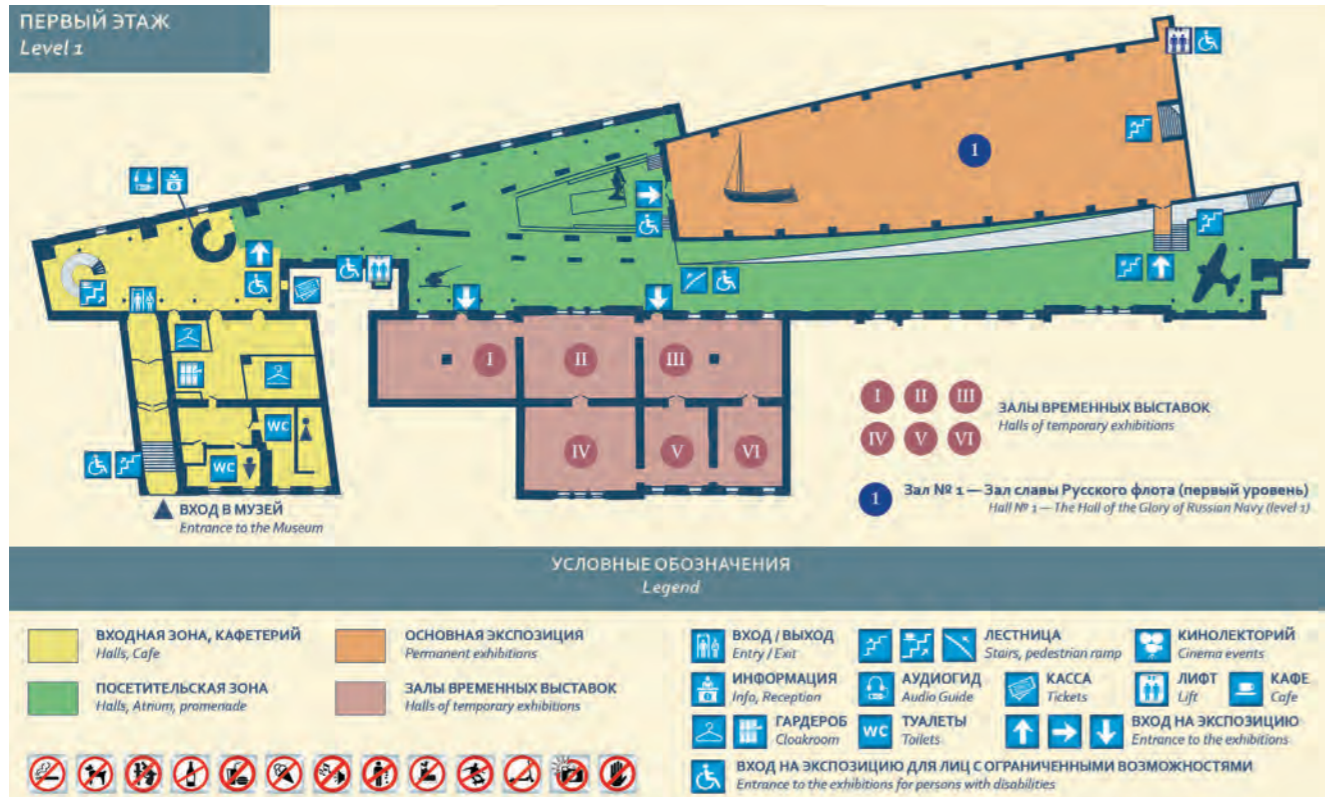 ПЕРВЫЙ ЭТАЖ
Level 1
1
I
II
III
IV
V
VI
WC
WC
ВХОД В МУЗЕЙ
Entrance to the Museum
I II III
IV V VI
ЗАЛЫ ВРЕМЕННЫХ ВЫСТАВОК
Halls of temporary exhibitions
1
Зал № 1 — Зал славы Русского флота (первый уровень)
Hall № 1 — The Hall of the Glory of Russian Navy (level 1)
УСЛОВНЫЕ ОБОЗНАЧЕНИЯ
Legend
ВХОДНАЯ ЗОНА, КАФЕТЕРИЙ
Halls, Cafe
ПОСЕТИТЕЛЬСКАЯ ЗОНА
Halls, Atrium, promenade
ОСНОВНАЯ ЭКСПОЗИЦИЯ
Permanent exhibitions
ЗАЛЫ ВРЕМЕННЫХ ВЫСТАВОК
Halls of temporary exhibitions
ВХОД / ВЫХОД
Entry / Exit
ЛЕСТНИЦА
Stairs, pedestrian ramp
КИНОЛЕКТОРИЙ
Cinema events
ИНФОРМАЦИЯ
Info, Reception
АУДИОГИД
Audio Guide
КАССА
Tickets
ЛИФТ
Lift
КАФЕ
Cafe
ГАРДЕРОБ
Cloakroom
WC
ТУАЛЕТЫ
Toilets
ВХОД НА ЭКСПОЗИЦИЮ
Entrance to the exhibitions
ВХОД НА ЭКСПОЗИЦИЮ ДЛЯ ЛИЦ С ОГРАНИЧЕННЫМИ ВОЗМОЖНОСТЯМИ
Entrance to the exhibitions for persons with disabilities